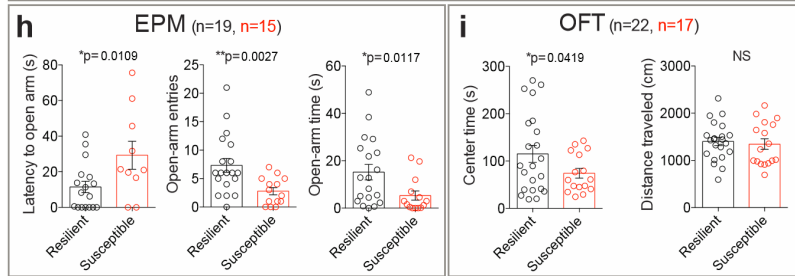 h EPM (n=19, n=15)
*p= 0.0109
Latency to open arm (s)
80
60
40
20
0
Resilient
Susceptible
**p= 0.0027
Open-arm entries
25
20
15
10
5
0
Resilient
Susceptible
*p= 0.0117
Open-arm time (s)
60
40
20
0
Resilient
Susceptible
i OFT (n=22, n=17)
*p= 0.0419
Center time (s)
300
200
100
0
Resilient
Susceptible
NS
Distance traveled (cm)
3000
2000
1000
0
Resilient
Susceptible